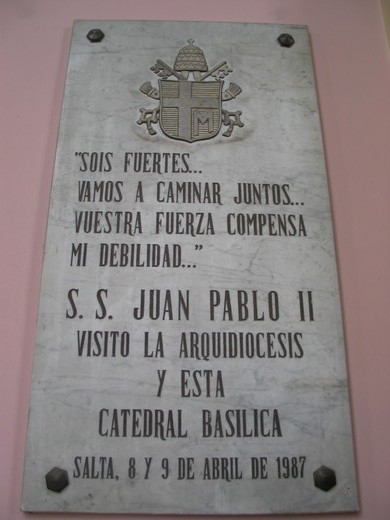 M
"SOIS FUERTES...
VAMOS A CAMINAR JUNTOS...
VUESTRA FUERZA COMPENSA
MI DEBILIDAD..."
S. S. JUAN PABLO II
VISITO LA ARQUIDIOCESIS
Y ESTA
CATEDRAL BASILICA
SALTA, 8 Y 9 DE ABRIL DE 1987